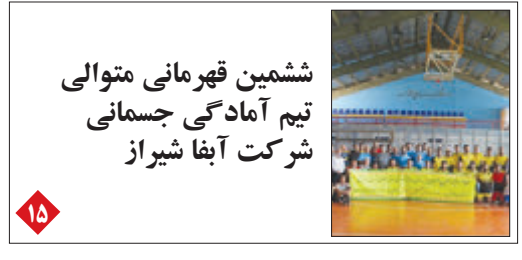 ششمین قهرمانی متوالی
تیم آمادگی جسمانی
شرکت آبفا شیراز
۱۵